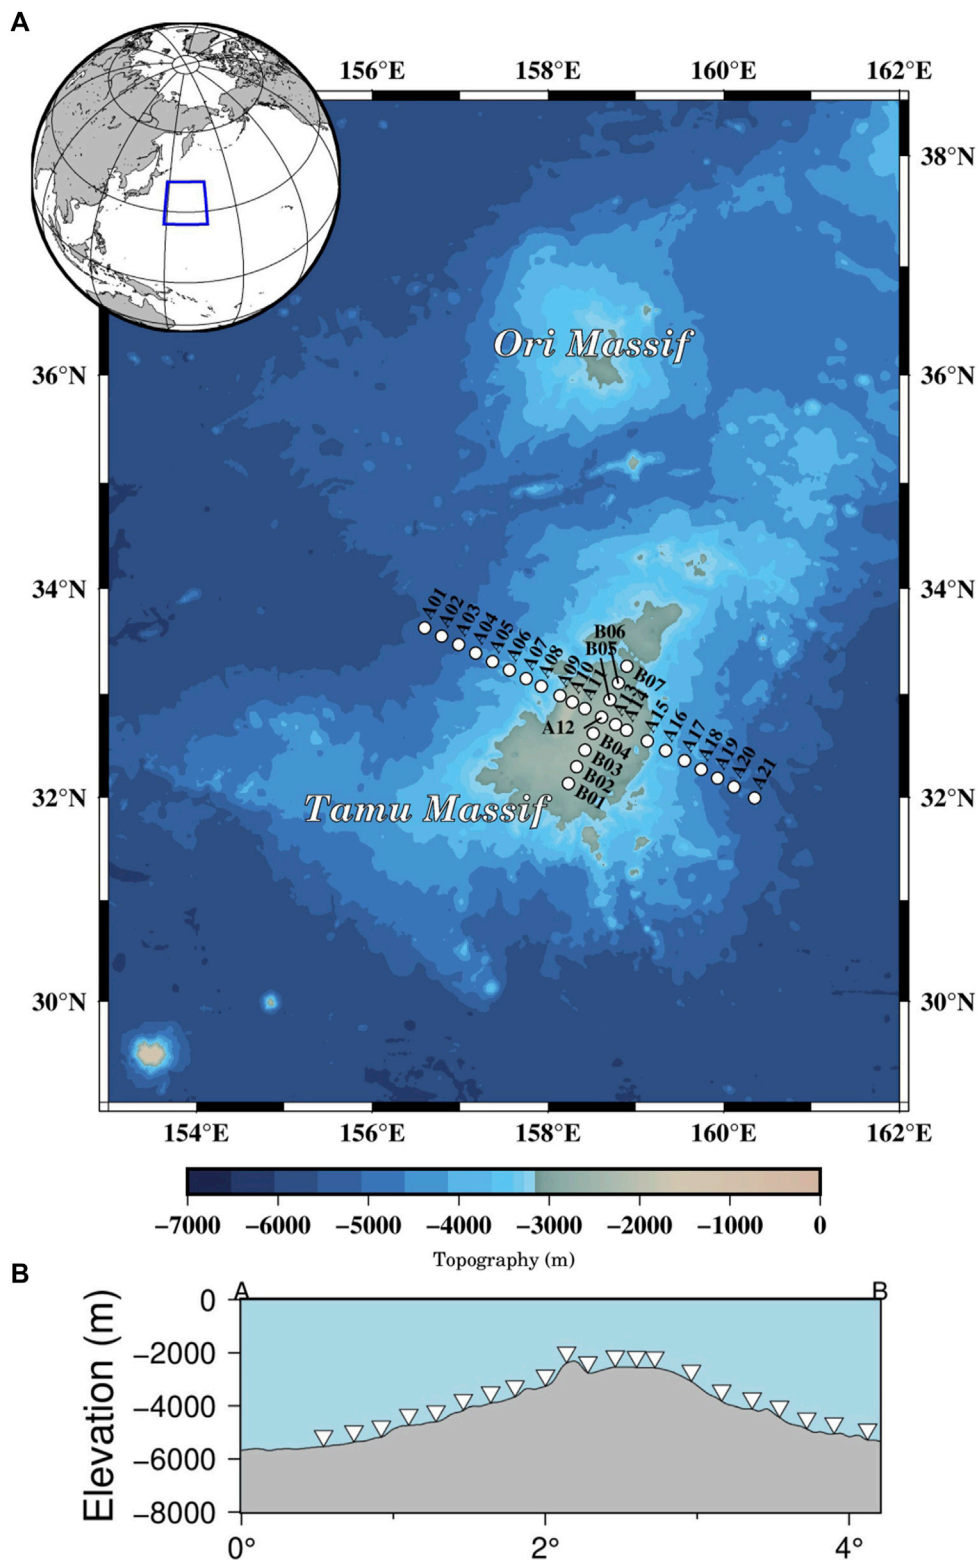 A
156°E 158°E 160°E 162°E
38°N
Ori Massif
36°N 36°N
34°N 34°N
A01
A02
A03
A04
A05
A06
A07
A08
A09
A10
A11
B06
B05
B07
A14
A15
A16
A17
A18
A19
A20
A21
A12
B04
B03
B02
B01
32°N 32°N
Tamu Massif
30°N 30°N
154°E 156°E 158°E 160°E 162°E
−7000 −6000 −5000 −4000 −3000 −2000 −1000 0
Topography (m)
B
A B
Elevation (m)
0
−2000
−4000
−6000
−8000
0° 2° 4°